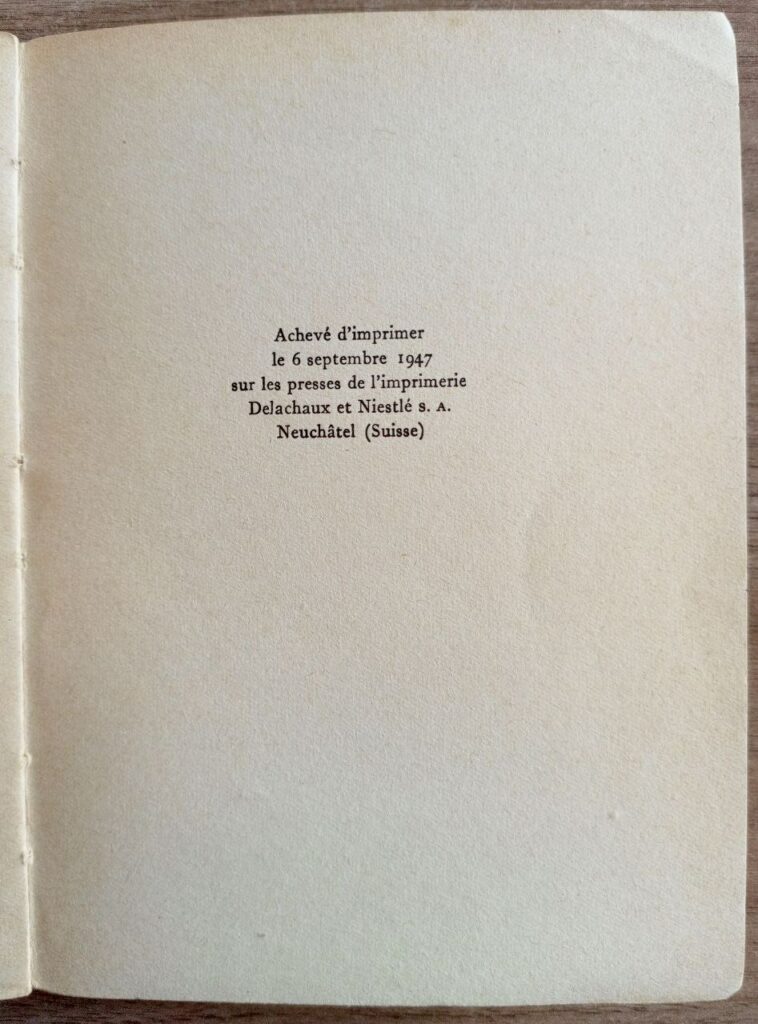 Achevé d'imprimer
le 6 septembre 1947
sur les presses de l'imprimerie
Delachaux et Niestlé s. A.
Neuchâtel (Suisse)